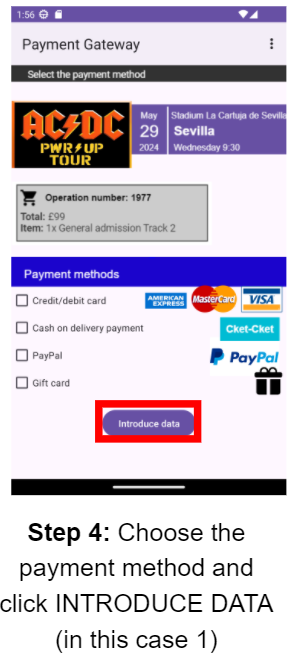 1:56
Payment Gateway
Select the payment method
AC⚡DC
PWR⚡UP
TOUR
May
29
2024
Stadium La Cartuja de Sevilla
Sevilla
Wednesday 9:30
Operation number: 1977
Total: £99
Item: 1x General admission Track 2
Payment methods
Credit/debit card
AMERICAN
EXPRESS
MasterCard
VISA
Cash on delivery payment
Cket-Cket
PayPal
PayPal
Gift card
Introduce data
Step 4: Choose the
payment method and
click INTRODUCE DATA
(in this case 1)